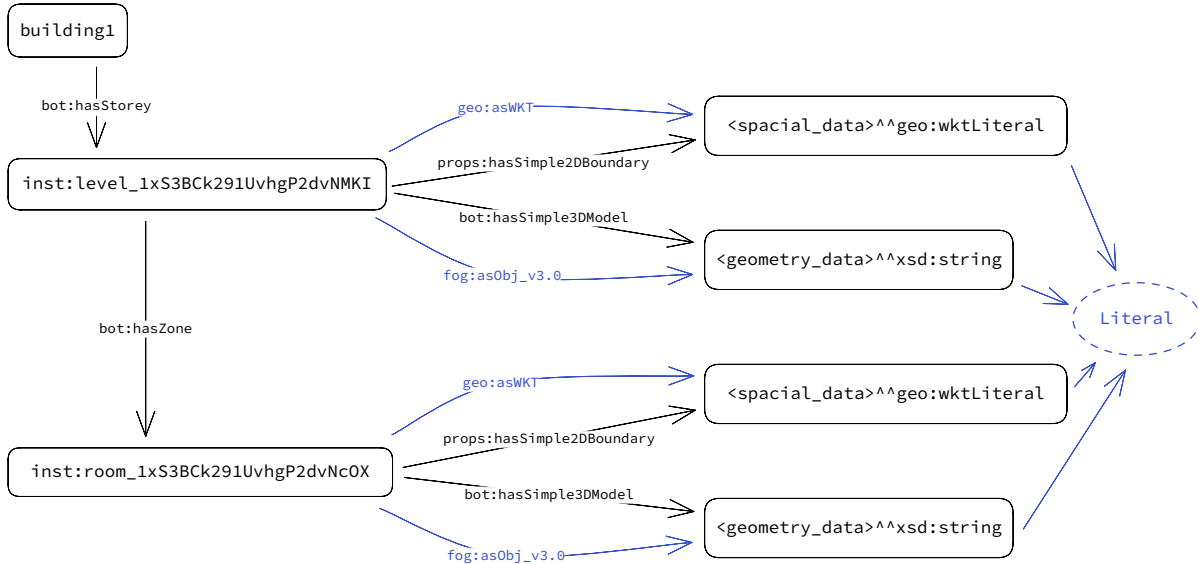 building1
bot:hasStorey
geo:asWKT
<spacial_data>^^geo:wktLiteral
props:hasSimple2DBoundary
inst:level_1xS3BCk291UvhgP2dvNMKI
bot:hasSimple3DModel
<geometry_data>^^xsd:string
fog:asObj_v3.0
Literal
bot:hasZone
geo:asWKT
<spacial_data>^^geo:wktLiteral
props:hasSimple2DBoundary
inst:room_1xS3BCk291UvhgP2dvNcOX
bot:hasSimple3DModel
<geometry_data>^^xsd:string
fog:asObj_v3.0